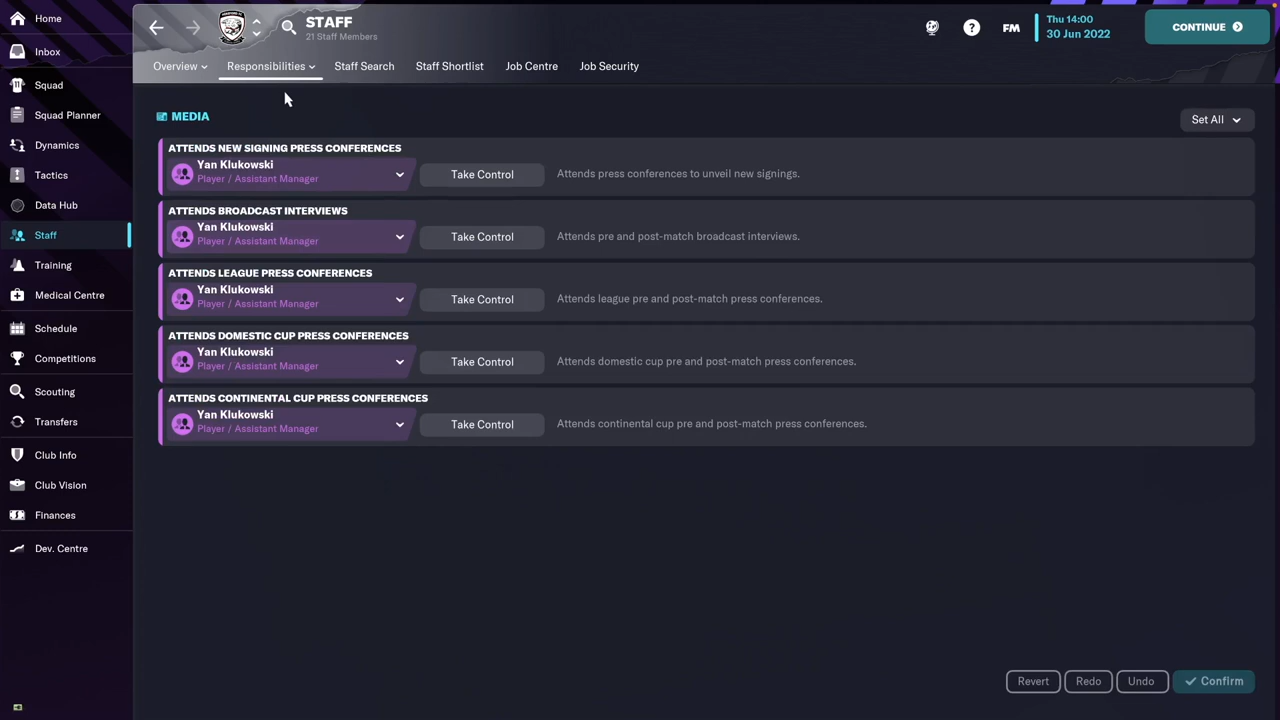 Home
Inbox
Squad
Squad Planner
Dynamics
Tactics
Data Hub
Staff
Training
Medical Centre
Schedule
Competitions
Scouting
Transfers
Club Info
Club Vision
Finances
Dev. Centre
STAFF
21 Staff Members
FM
Thu 14:00
30 Jun 2022
CONTINUE
Overview
Responsibilities
Staff Search
Staff Shortlist
Job Centre
Job Security
MEDIA
Set All
ATTENDS NEW SIGNING PRESS CONFERENCES
Yan Klukowski
Player / Assistant Manager
Take Control
Attends press conferences to unveil new signings.
ATTENDS BROADCAST INTERVIEWS
Yan Klukowski
Player / Assistant Manager
Take Control
Attends pre and post-match broadcast interviews.
ATTENDS LEAGUE PRESS CONFERENCES
Yan Klukowski
Player / Assistant Manager
Take Control
Attends league pre and post-match press conferences.
ATTENDS DOMESTIC CUP PRESS CONFERENCES
Yan Klukowski
Player / Assistant Manager
Take Control
Attends domestic cup pre and post-match press conferences.
ATTENDS CONTINENTAL CUP PRESS CONFERENCES
Yan Klukowski
Player / Assistant Manager
Take Control
Attends continental cup pre and post-match press conferences.
Revert
Redo
Undo
Confirm